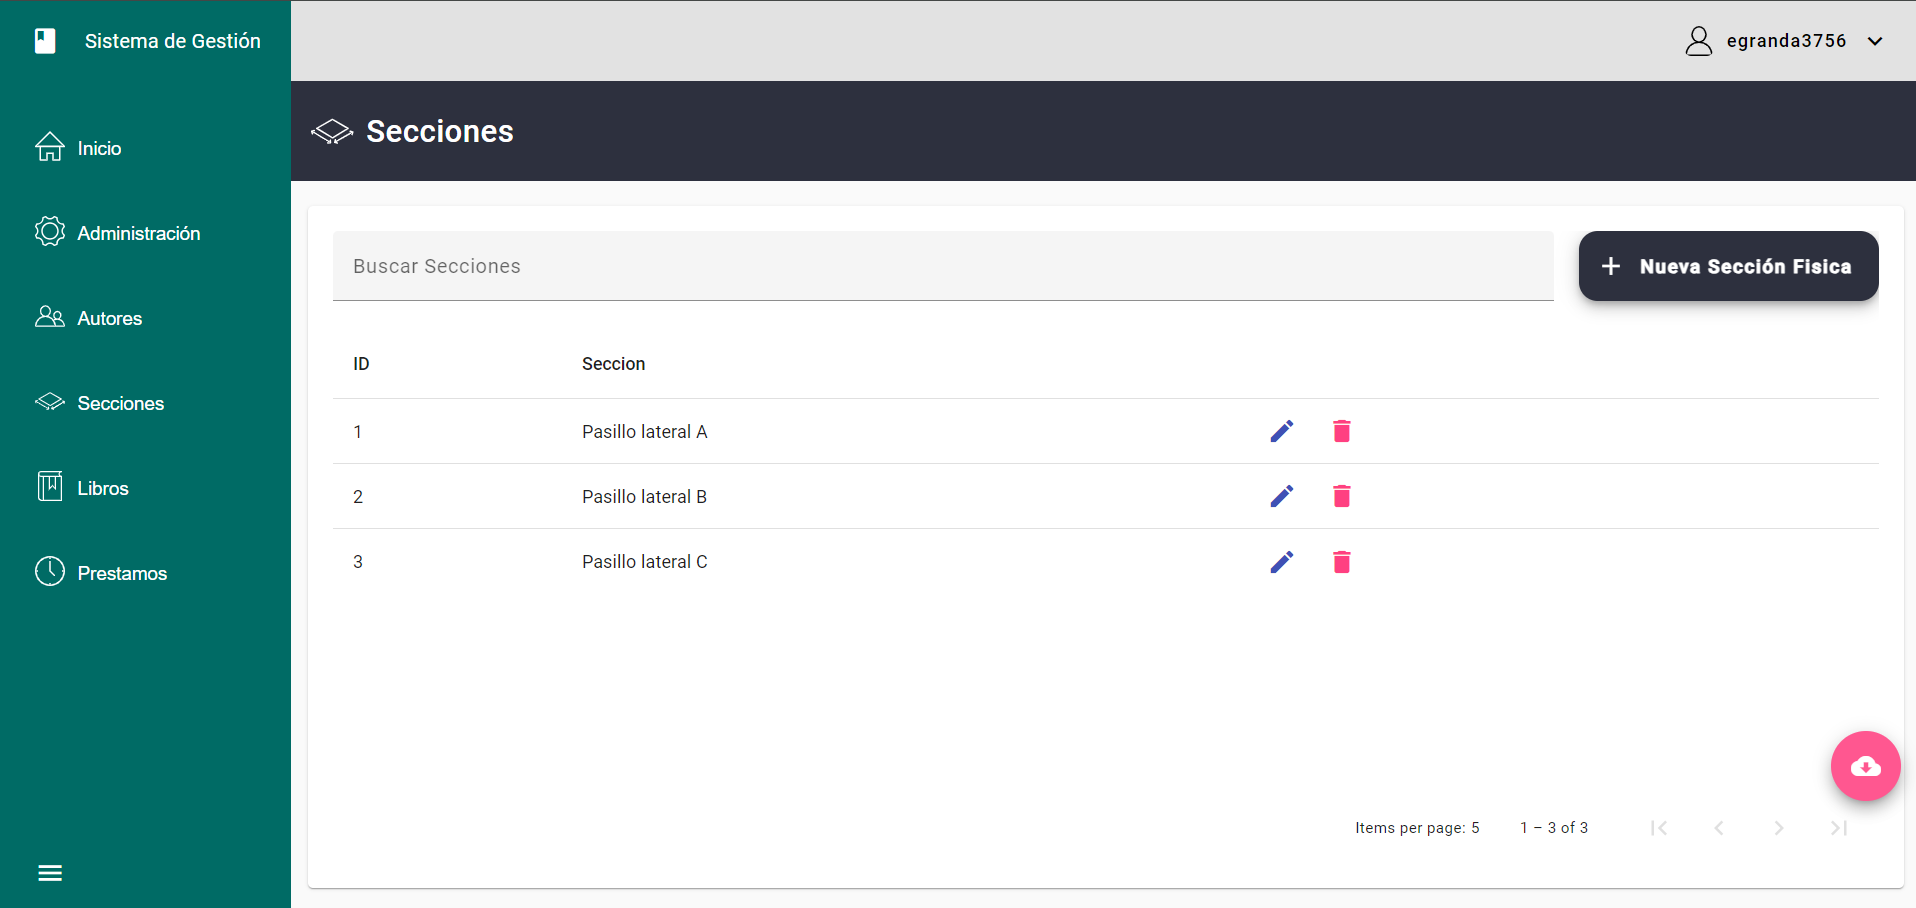 Sistema de Gestión
egranda3756
Inicio
Administración
Autores
Secciones
Libros
Prestamos
Secciones
Buscar Secciones
Nueva Sección Fisica
ID Seccion
1 Pasillo lateral A
2 Pasillo lateral B
3 Pasillo lateral C
Items per page: 5 1 – 3 of 3